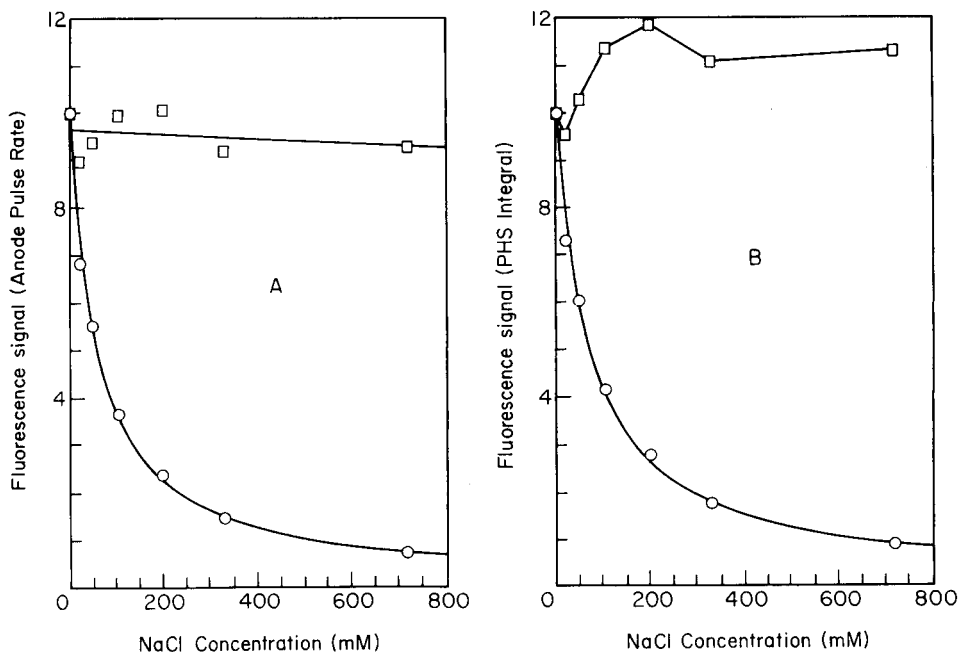 12
8
4
Fluorescence signal (Anode Pulse Rate)
A
0 200 400 600 800
NaCl Concentration (mM)
12
8
4
Fluorescence signal (PHS Integral)
B
0 200 400 600 800
NaCl Concentration (mM)